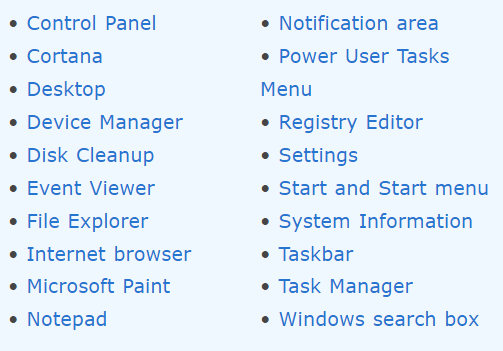 • Control Panel
• Cortana
• Desktop
• Device Manager
• Disk Cleanup
• Event Viewer
• File Explorer
• Internet browser
• Microsoft Paint
• Notepad
• Notification area
• Power User Tasks
Menu
• Registry Editor
• Settings
• Start and Start menu
• System Information
• Taskbar
• Task Manager
• Windows search box